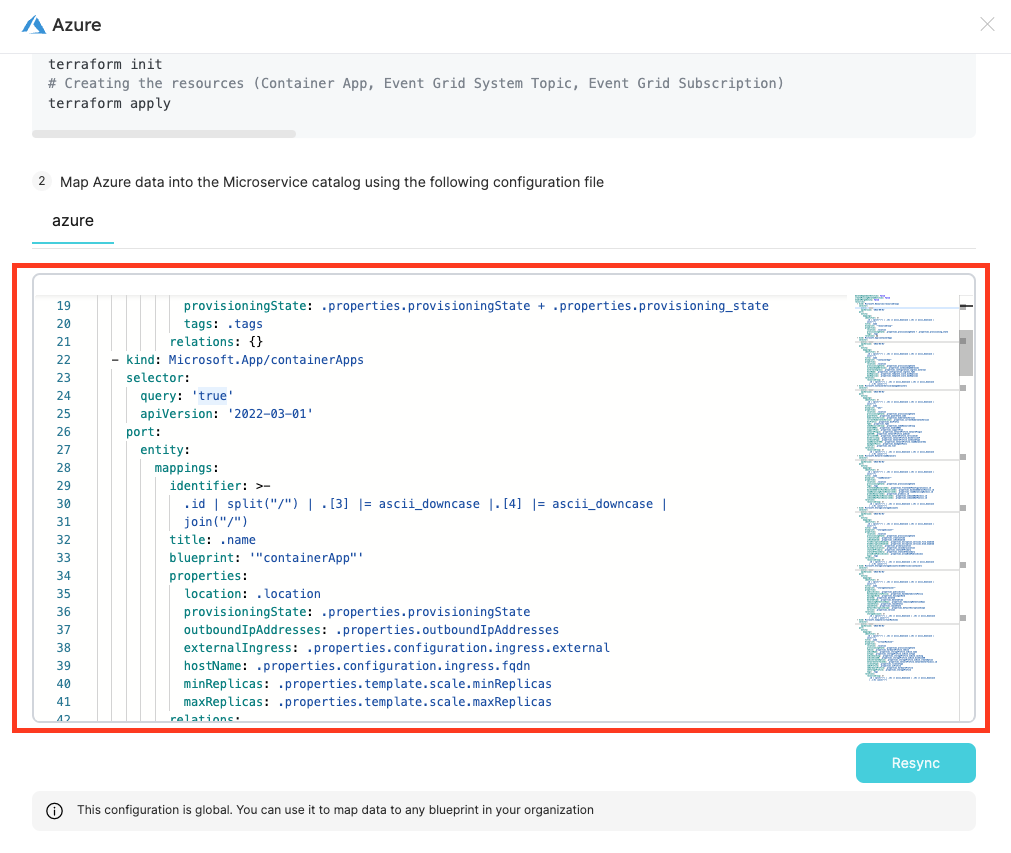 Azure
terraform init
# Creating the resources (Container App, Event Grid System Topic, Event Grid Subscription)
terraform apply
2 Map Azure data into the Microservice catalog using the following configuration file
azure
19 provisioningState: .properties.provisioningState + .properties.provisioning_state
20 tags: .tags
21 relations: {}
22 - kind: Microsoft.App/containerApps
23 selector:
24 query: 'true'
25 apiVersion: '2022-03-01'
26 port:
27 entity:
28 mappings:
29 identifier: >-
30 .id | split("/") | .[3] |= ascii_downcase |.[4] |= ascii_downcase |
31 join("/")
32 title: .name
33 blueprint: '"containerApp"'
34 properties:
35 location: .location
36 provisioningState: .properties.provisioningState
37 outboundIpAddresses: .properties.outboundIpAddresses
38 externalIngress: .properties.configuration.ingress.external
39 hostName: .properties.configuration.ingress.fqdn
40 minReplicas: .properties.template.scale.minReplicas
41 maxReplicas: .properties.template.scale.maxReplicas
42 relations:
Resync
This configuration is global. You can use it to map data to any blueprint in your organization